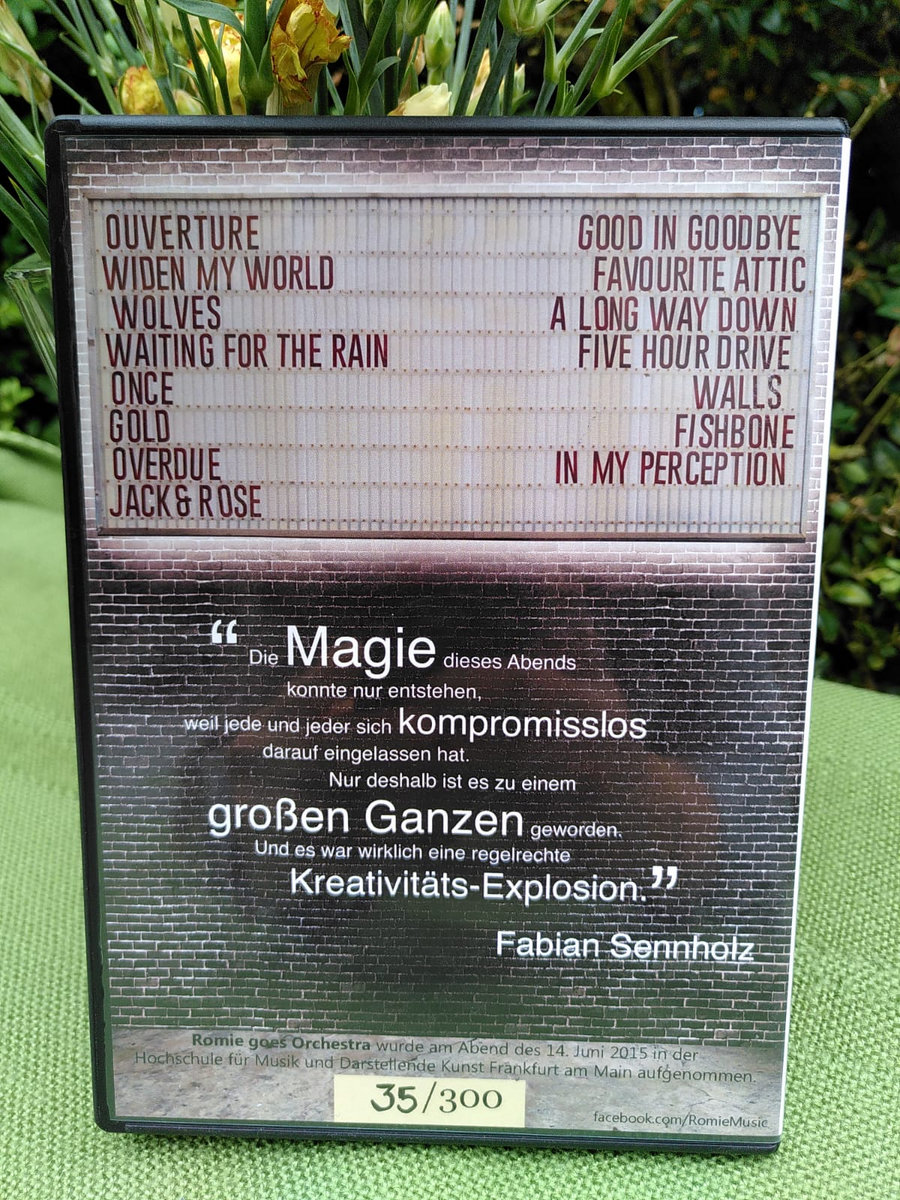 OUVERTURE
WIDEN MY WORLD
WOLVES
WAITING FOR THE RAIN
ONCE
GOLD
OVERDUE
JACK & ROSE
GOOD IN GOODBYE
FAVOURITE ATTIC
A LONG WAY DOWN
FIVE HOUR DRIVE
WALLS
FISHBONE
IN MY PERCEPTION
“Die Magie dieses Abends
konnte nur entstehen,
weil jede und jeder sich kompromisslos
darauf eingelassen hat.
Nur deshalb ist es zu einem
großen Ganzen geworden.
Und es war wirklich eine regelrechte
Kreativitäts-Explosion.”
Fabian Sennholz
Romie goes Orchestra wurde am Abend des 14. Juni 2015 in der
Hochschule für Musik und Darstellende Kunst Frankfurt am Main aufgenommen.
35/300
facebook.com/RomieMusic